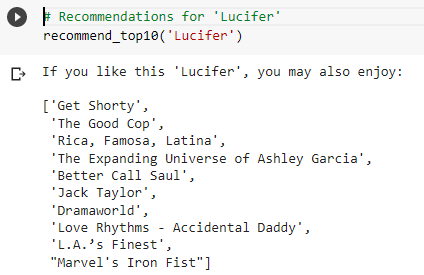 # Recommendations for 'Lucifer'
recommend_top10('Lucifer')
If you like this 'Lucifer', you may also enjoy:
['Get Shorty',
'The Good Cop',
'Rica, Famosa, Latina',
'The Expanding Universe of Ashley Garcia',
'Better Call Saul',
'Jack Taylor',
'Dramaworld',
'Love Rhythms - Accidental Daddy',
'L.A.’s Finest',
"Marvel's Iron Fist"]